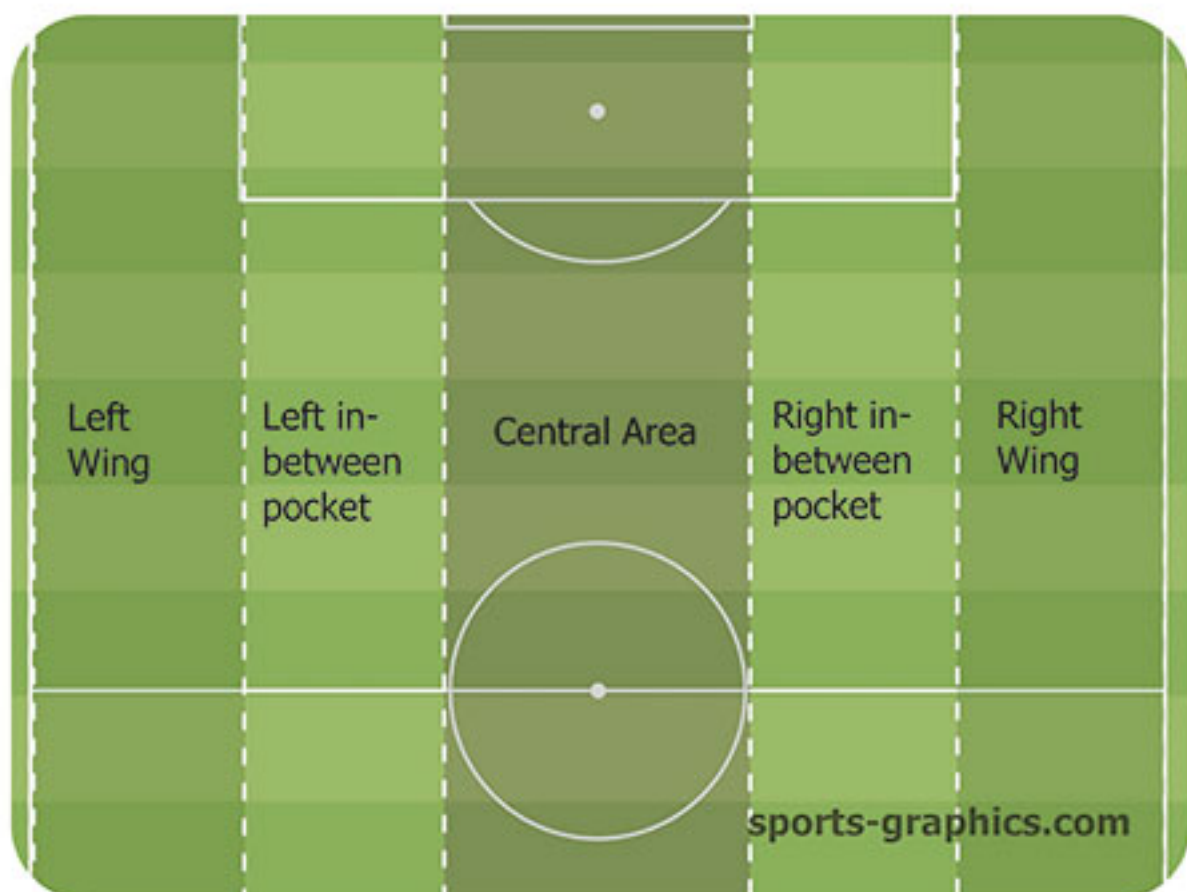 Left
Wing
Left in-
between
pocket
Central Area
Right in-
between
pocket
Right
Wing
sports-graphics.com